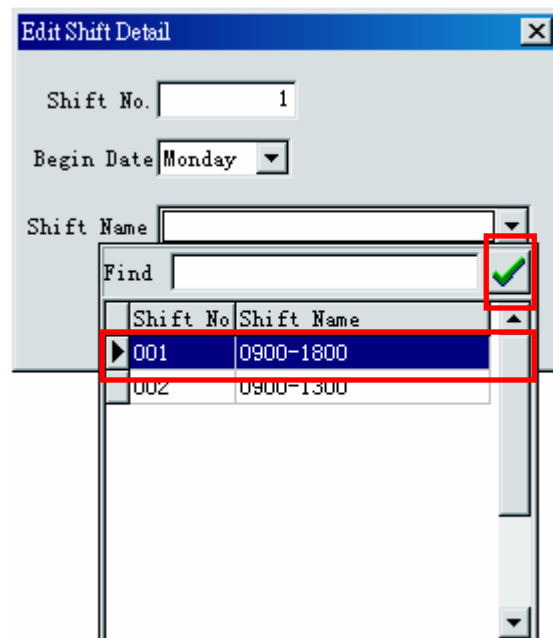 Edit Shift Detail
Shift No. 1
Begin Date Monday
Shift Name
Find
Shift No Shift Name
001 0900-1800
002 0900-1300